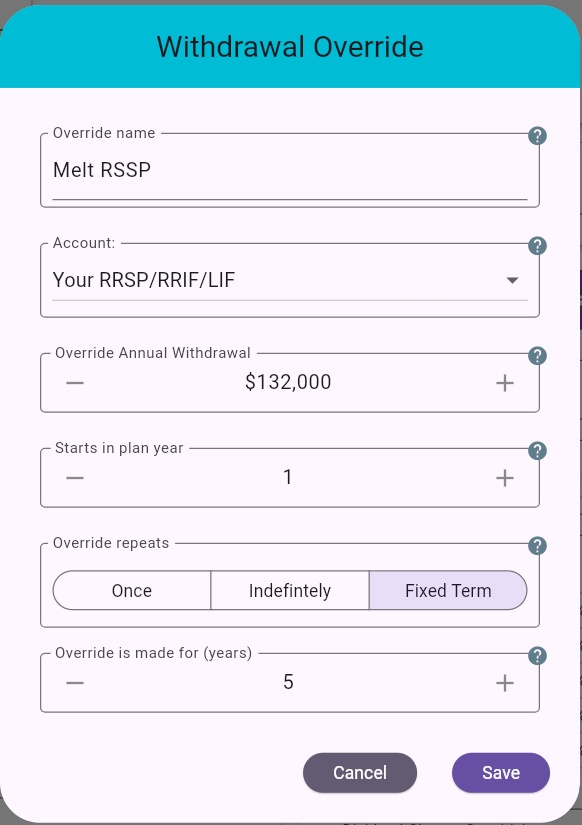 Withdrawal Override
Override name
Melt RSSP
Account:
Your RRSP/RRIF/LIF
Override Annual Withdrawal
$132,000
Starts in plan year
1
Override repeats
Once
Indefintely
Fixed Term
Override is made for (years)
5
Cancel
Save